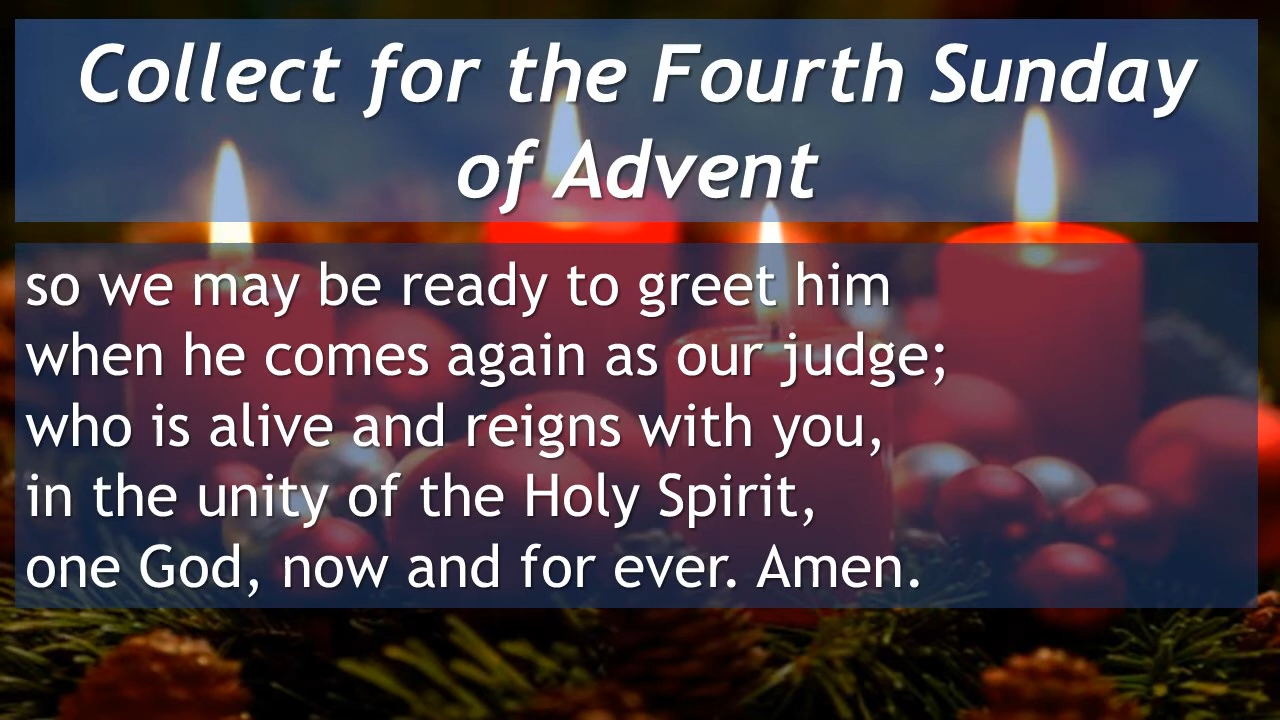 Collect for the Fourth Sunday
of Advent
so we may be ready to greet him
when he comes again as our judge;
who is alive and reigns with you,
in the unity of the Holy Spirit,
one God, now and for ever. Amen.